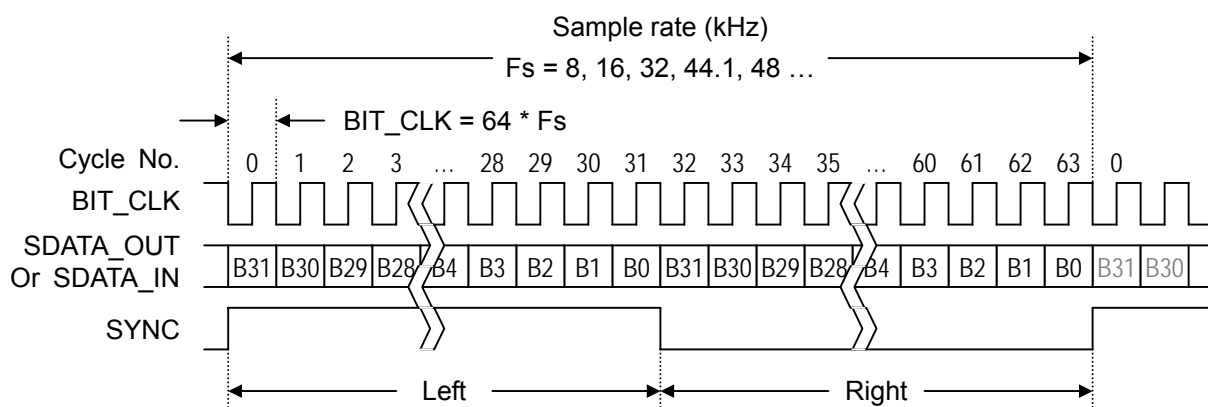 Sample rate (kHz)
Fs = 8, 16, 32, 44.1, 48 …
BIT_CLK = 64 * Fs
Cycle No. 0 1 2 3 ... 28 29 30 31 32 33 34 35 ... 60 61 62 63 0
BIT_CLK
SDATA_OUT
Or SDATA_IN
B31 B30 B29 B28 B4 B3 B2 B1 B0 B31 B30 B29 B28 B4 B3 B2 B1 B0 B31 B30
SYNC
Left Right